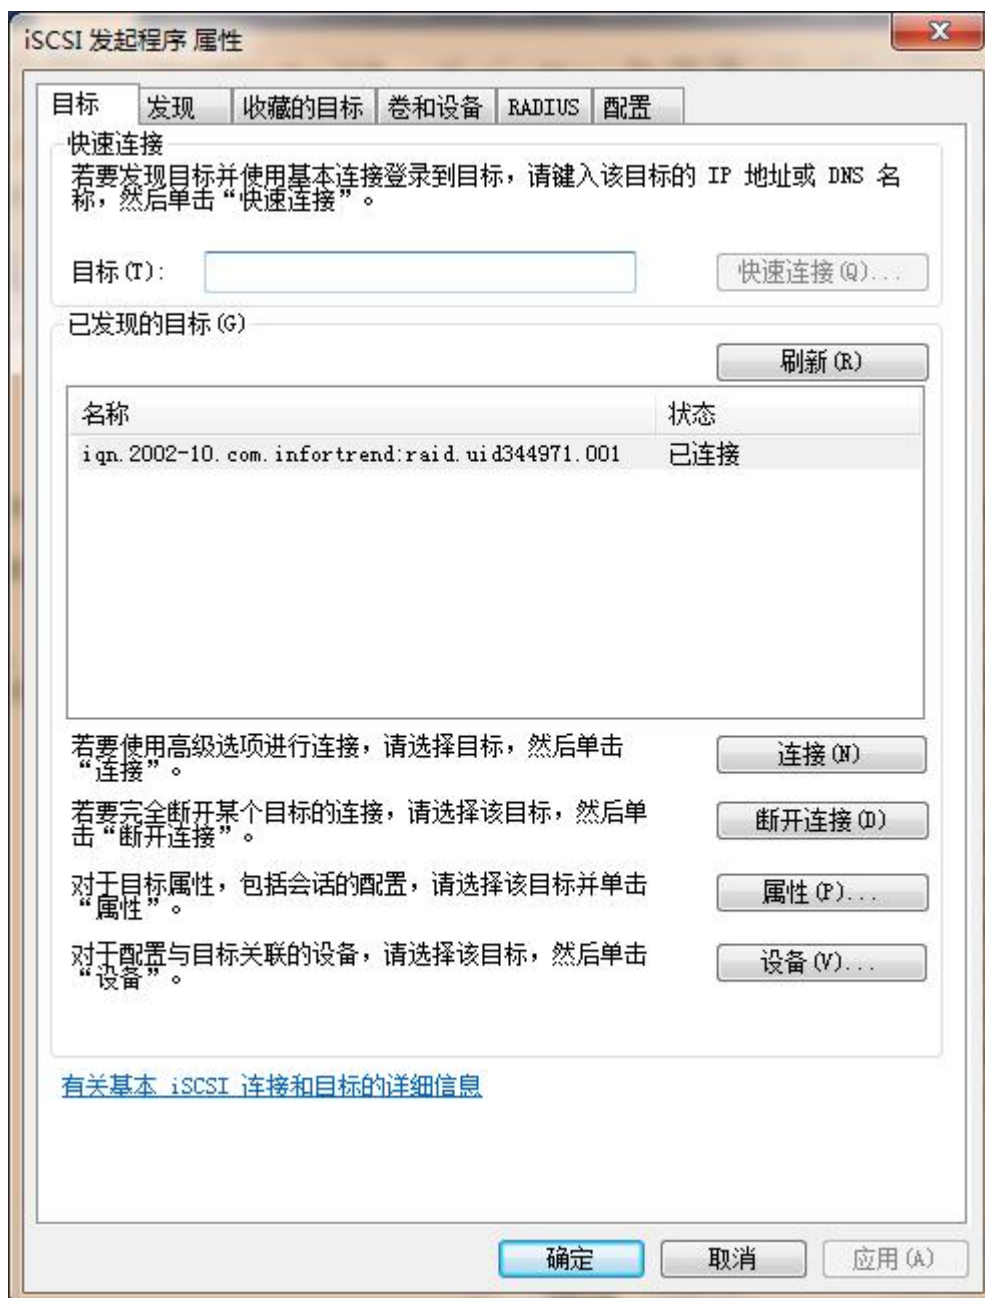 iSCSI 发起程序 属性
目标 发现 收藏的目标 卷和设备 RADIUS 配置
快速连接
若要发现目标并使用基本连接登录到目标，请键入该目标的 IP 地址或 DNS 名
称，然后单击“快速连接”。
目标(T): 快速连接(Q)...
已发现的目标(G)
刷新(R)
名称 状态
iqn.2002-10.com.infortrend:raid.uid344971.001 已连接
若要使用高级选项进行连接，请选择目标，然后单击
“连接”。
连接(N)
若要完全断开某个目标的连接，请选择该目标，然后单
击“断开连接”。
断开连接(D)
对于目标属性，包括会话的配置，请选择该目标并单击
“属性”。
属性(P)...
对于配置与目标关联的设备，请选择该目标，然后单击
“设备”。
设备(V)...
有关基本 iSCSI 连接和目标的详细信息
确定 取消 应用(A)